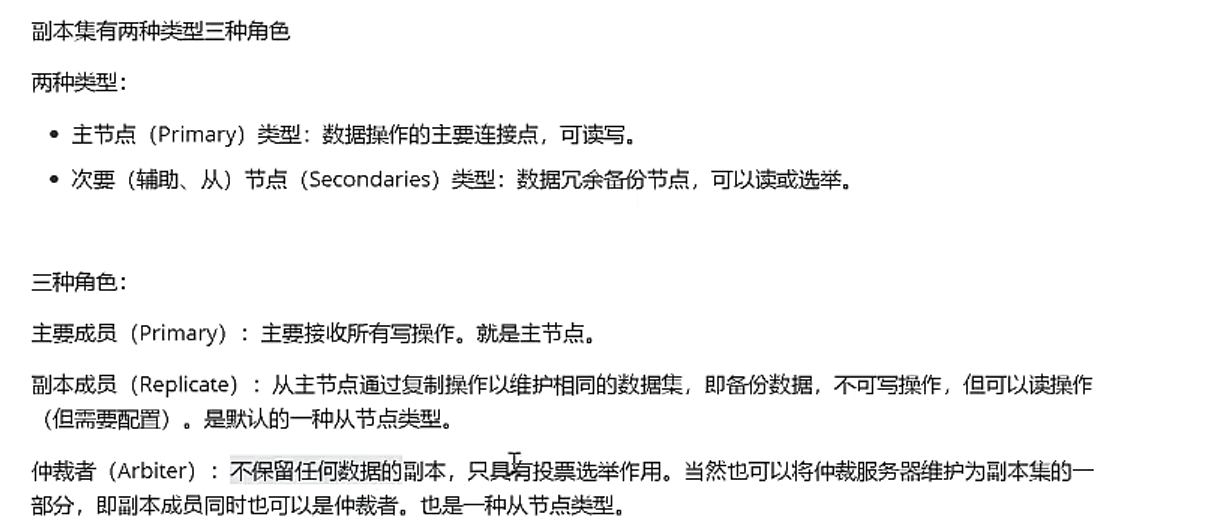 副本集有两种类型三种角色
两种类型：
• 主节点（Primary）类型：数据操作的主要连接点，可读写。
• 次要（辅助、从）节点（Secondaries）类型：数据冗余备份节点，可以读或选举。
三种角色：
主要成员（Primary）：主要接收所有写操作。就是主节点。
副本成员（Replicate）：从主节点通过复制操作以维护相同的数据集，即备份数据，不可写操作，但可以读操作
（但需要配置）。是默认的一种从节点类型。
仲裁者（Arbiter）：不保留任何数据的副本，只具有投票选举作用。当然也可以将仲裁服务器维护为副本集的一
部分，即副本成员同时也可以是仲裁者。也是一种从节点类型。